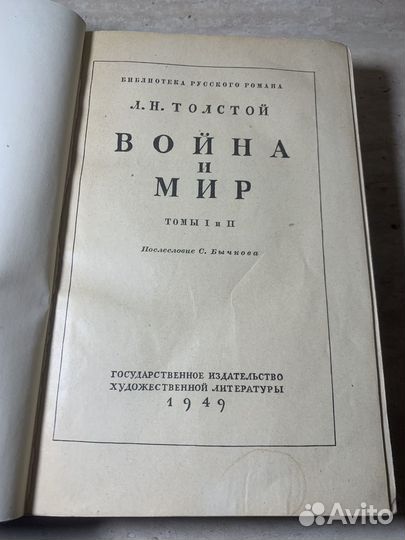 БИБЛИОТЕКА РУССКОГО РОМАНА
Л. Н. ТОЛСТОЙ
ВОЙНА
И
МИР
ТОМЫ I и II
Послесловие С. Бычкова
ГОСУДАРСТВЕННОЕ ИЗДАТЕЛЬСТВО
ХУДОЖЕСТВЕННОЙ ЛИТЕРАТУРЫ
1949
Avito